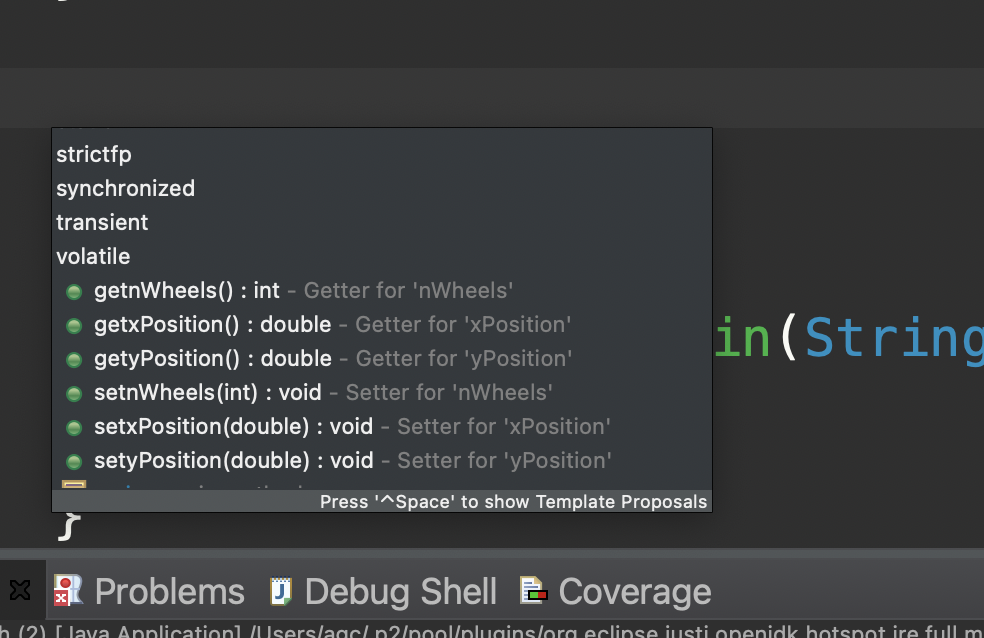 strictfp
synchronized
transient
volatile
getnWheels() : int - Getter for 'nWheels'
getxPosition() : double - Getter for 'xPosition'
getyPosition() : double - Getter for 'yPosition'
in(String
setnWheels(int) : void - Setter for 'nWheels'
setxPosition(double) : void - Setter for 'xPosition'
setyPosition(double) : void - Setter for 'yPosition'
Press '^Space' to show Template Proposals
}
Problems Debug Shell Coverage
h (2) [Java Application] /Users/agc/.p2/pool/plugins/org.eclipse.justj.openjdk.hotspot.jre.full.m